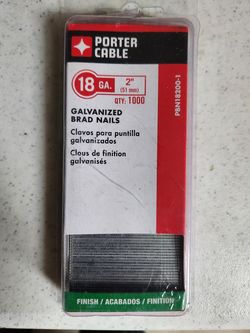 PORTER
CABLE
18 GA.
2"
(51 mm)
QTY: 1000
PBN18200-1
GALVANIZED
BRAD NAILS
Clavos para puntilla
galvanizados
Clous de finition
galvanisés
FINISH / ACABADOS / FINITION